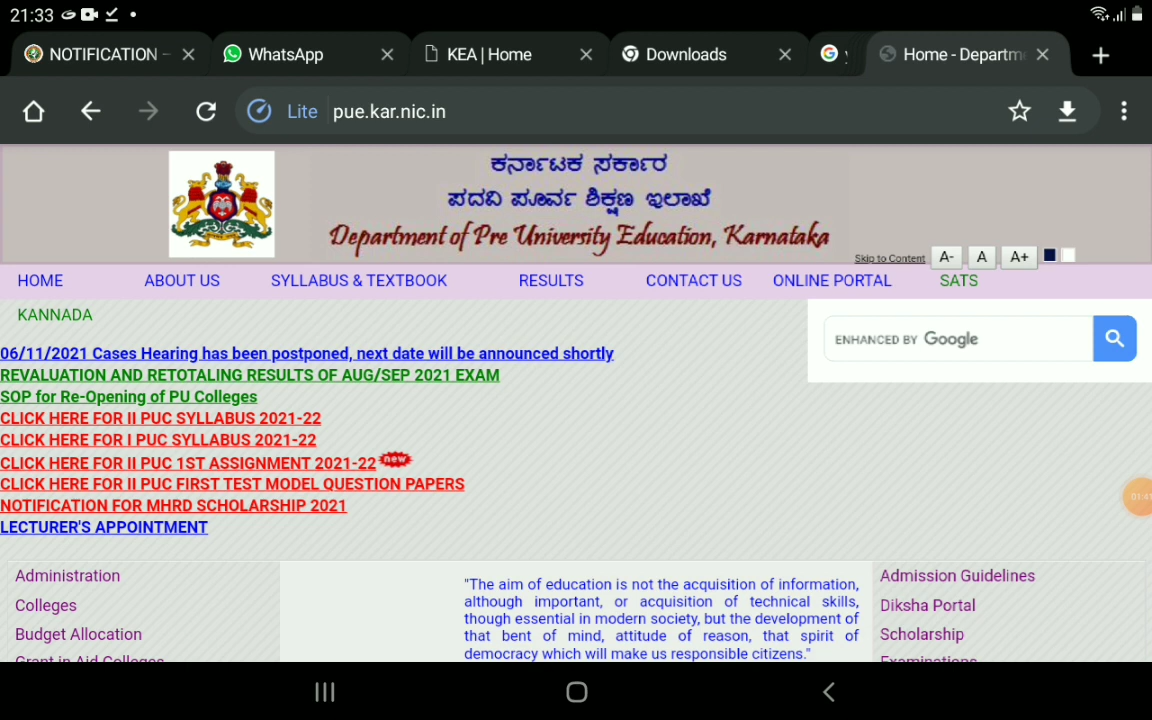 21:33
NOTIFICATION -
WhatsApp
KEA | Home
Downloads
Home - Departm
Lite pue.kar.nic.in
ಕರ್ನಾಟಕ ಸರ್ಕಾರ
ಪದವಿ ಪೂರ್ವ ಶಿಕ್ಷಣ ಇಲಾಖೆ
Department of Pre University Education, Karnataka
Skip to Content A- A A+
HOME ABOUT US SYLLABUS & TEXTBOOK RESULTS CONTACT US ONLINE PORTAL SATS
KANNADA
ENHANCED BY Google
06/11/2021 Cases Hearing has been postponed, next date will be announced shortly
REVALUATION AND RETOTALING RESULTS OF AUG/SEP 2021 EXAM
SOP for Re-Opening of PU Colleges
CLICK HERE FOR II PUC SYLLABUS 2021-22
CLICK HERE FOR I PUC SYLLABUS 2021-22
CLICK HERE FOR II PUC 1ST ASSIGNMENT 2021-22 new
CLICK HERE FOR II PUC FIRST TEST MODEL QUESTION PAPERS
NOTIFICATION FOR MHRD SCHOLARSHIP 2021
LECTURER'S APPOINTMENT
01:41
Administration
Colleges
Budget Allocation
Grant in Aid Colleges
"The aim of education is not the acquisition of information,
although important, or acquisition of technical skills,
though essential in modern society, but the development of
that bent of mind, attitude of reason, that spirit of
democracy which will make us responsible citizens."
Admission Guidelines
Diksha Portal
Scholarship
Examinations